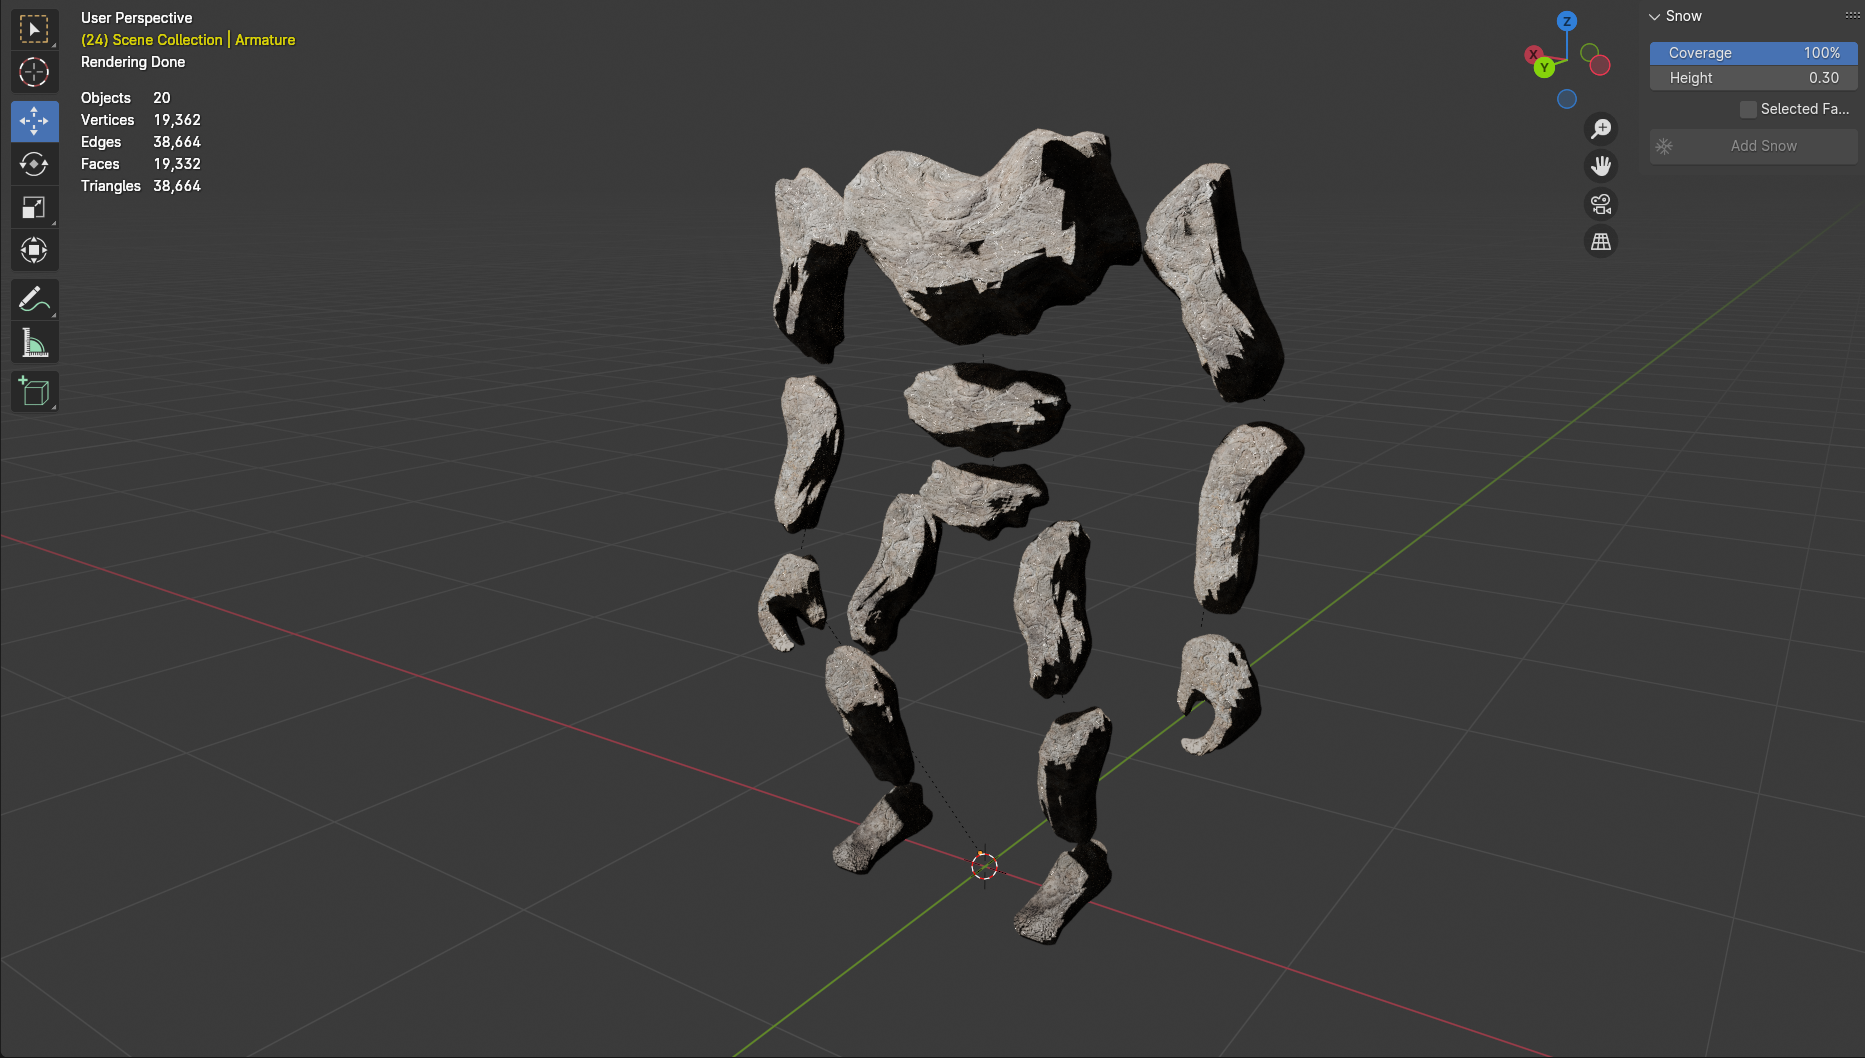 User Perspective
(24) Scene Collection | Armature
Rendering Done
Objects 20
Vertices 19,362
Edges 38,664
Faces 19,332
Triangles 38,664
Z
X
Y
Snow
Coverage 100%
Height 0.30
Selected Fa...
Add Snow